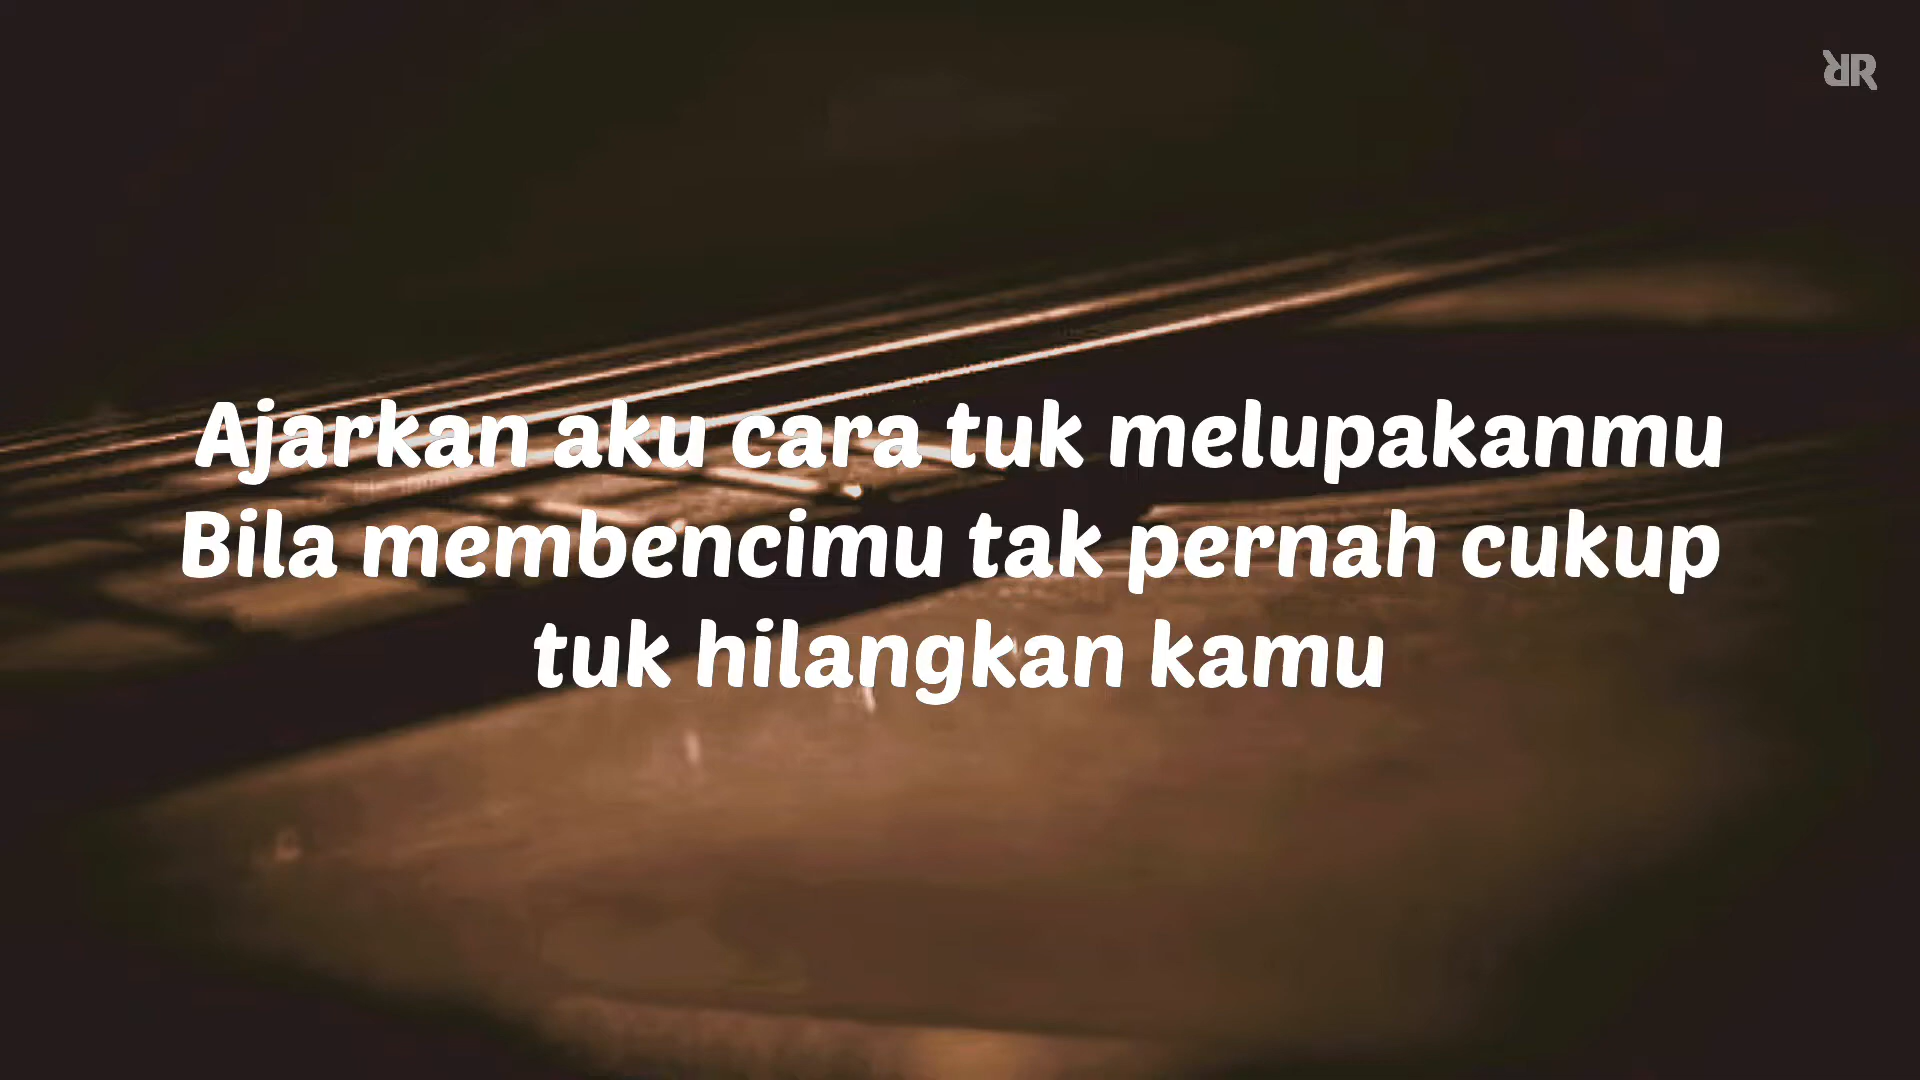 Ajarkan aku cara tuk melupakanmu
Bila membencimu tak pernah cukup
tuk hilangkan kamu